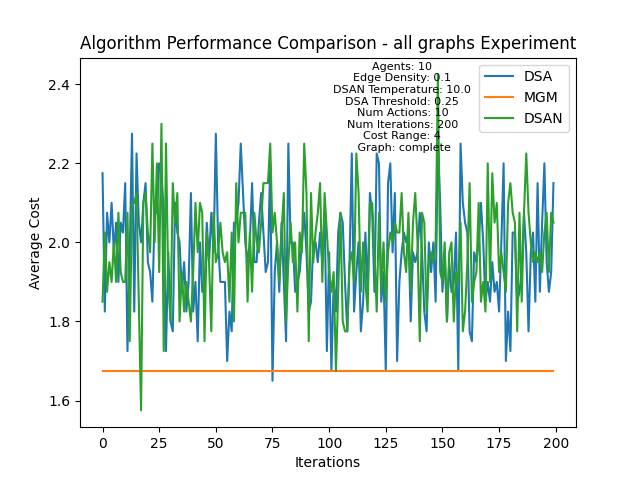 Algorithm Performance Comparison - all graphs Experiment
Agents: 10
Edge Density: 0.1
DSAN Temperature: 10.0
DSA Threshold: 0.25
Num Actions: 10
Num Iterations: 200
Cost Range: 4
Graph: complete
DSA
MGM
DSAN
Average Cost
2.4
2.2
2.0
1.8
1.6
0 25 50 75 100 125 150 175 200
Iterations